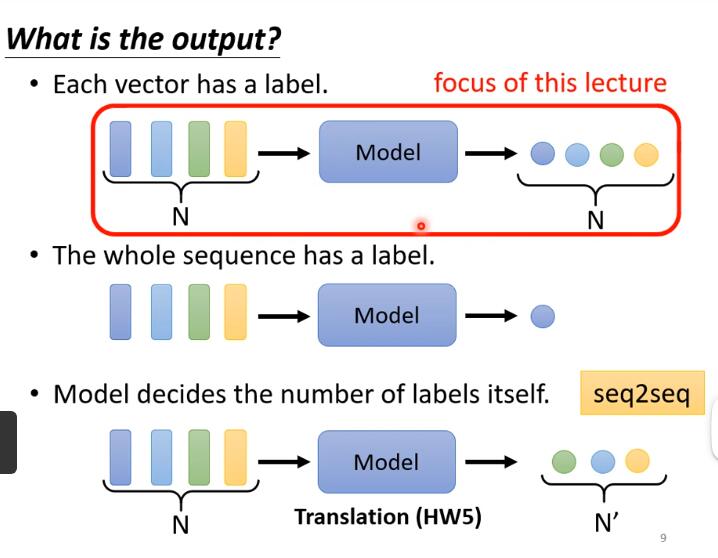 What is the output?
• Each vector has a label. focus of this lecture
Model
N N
• The whole sequence has a label.
Model
• Model decides the number of labels itself. seq2seq
Model
N Translation (HW5) N’
9